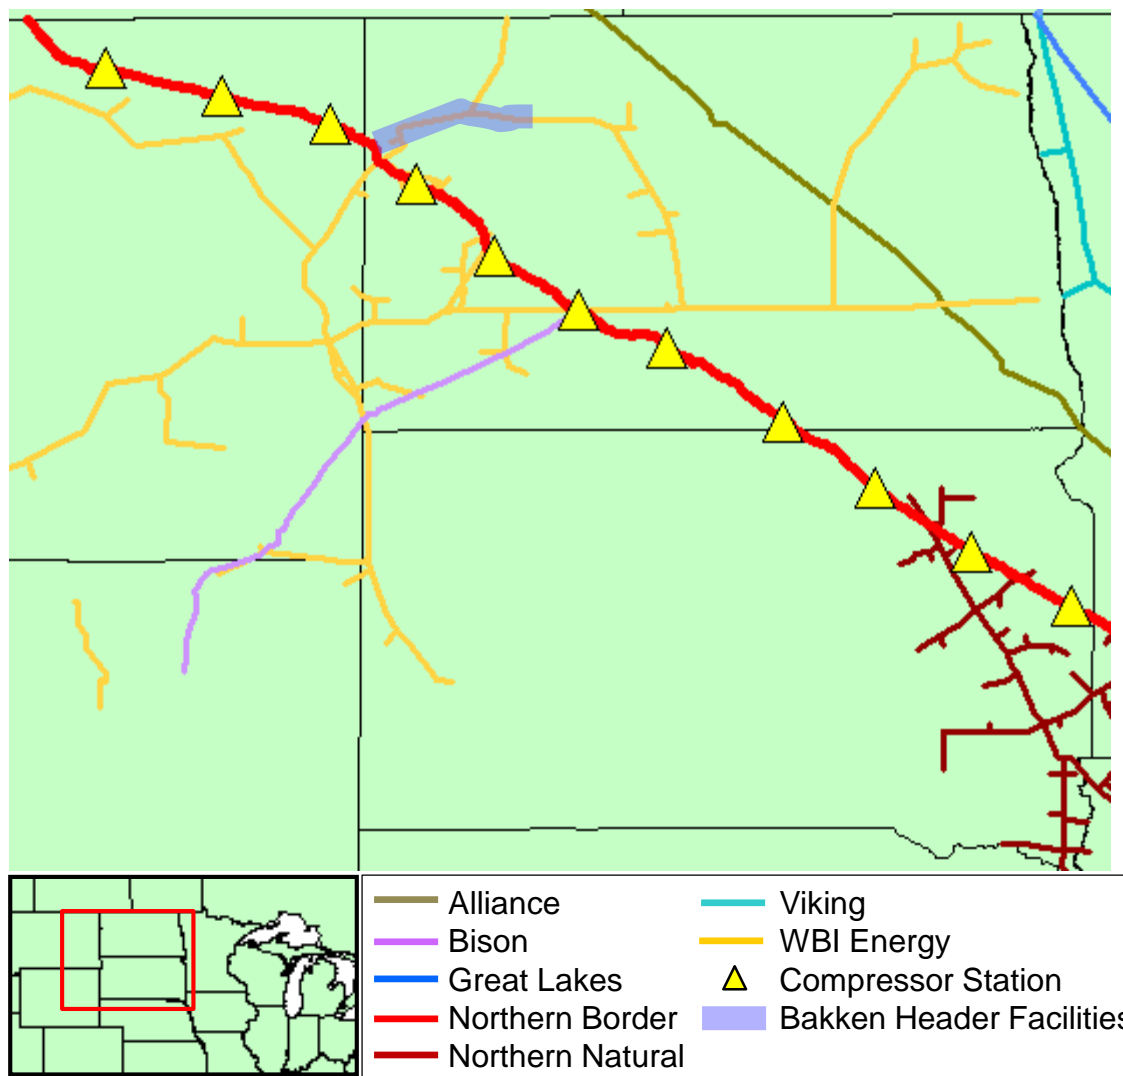 Alliance
Bison
Great Lakes
Northern Border
Northern Natural
Viking
WBI Energy
Compressor Station
Bakken Header Facilities